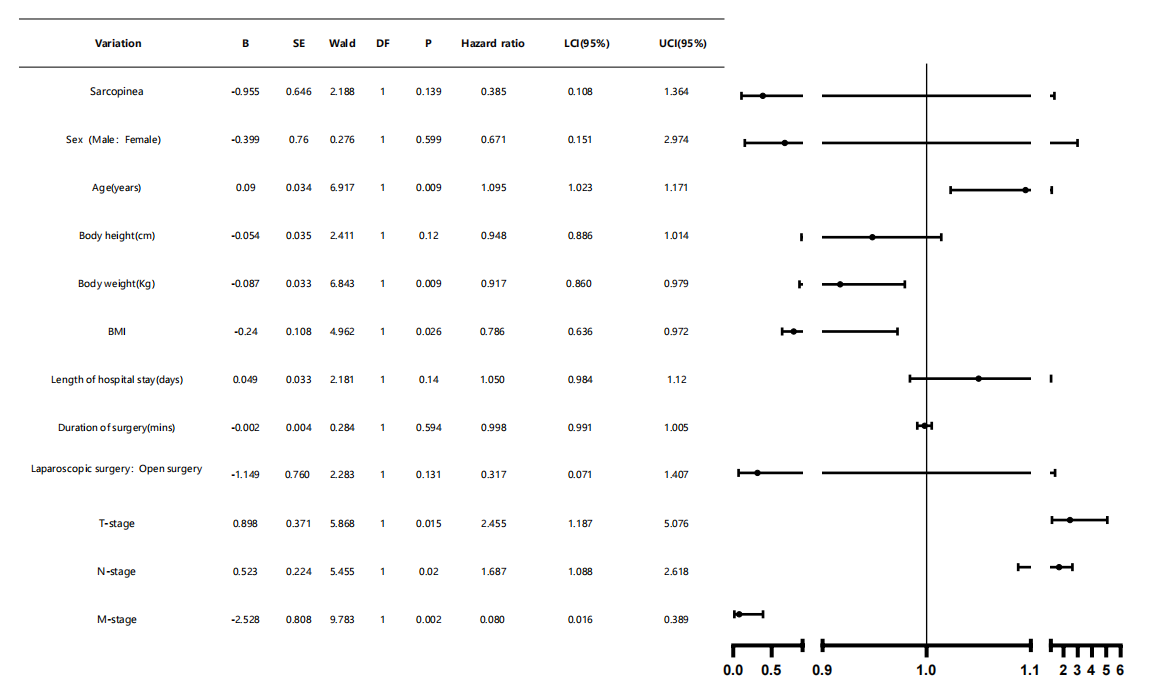 Variation B SE Wald DF P Hazard ratio LCI(95%) UCI(95%)
Sarcopinea -0.955 0.646 2.188 1 0.139 0.385 0.108 1.364
Sex (Male: Female) -0.399 0.76 0.276 1 0.599 0.671 0.151 2.974
Age(years) 0.09 0.034 6.917 1 0.009 1.095 1.023 1.171
Body height(cm) -0.054 0.035 2.411 1 0.12 0.948 0.886 1.014
Body weight(Kg) -0.087 0.033 6.843 1 0.009 0.917 0.860 0.979
BMI -0.24 0.108 4.962 1 0.026 0.786 0.636 0.972
Length of hospital stay(days) 0.049 0.033 2.181 1 0.14 1.050 0.984 1.12
Duration of surgery(mins) -0.002 0.004 0.284 1 0.594 0.998 0.991 1.005
Laparoscopic surgery: Open surgery -1.149 0.760 2.283 1 0.131 0.317 0.071 1.407
T-stage 0.898 0.371 5.868 1 0.015 2.455 1.187 5.076
N-stage 0.523 0.224 5.455 1 0.02 1.687 1.088 2.618
M-stage -2.528 0.808 9.783 1 0.002 0.080 0.016 0.389
0.0 0.5 0.9 1.0 1.1 2 3 4 5 6